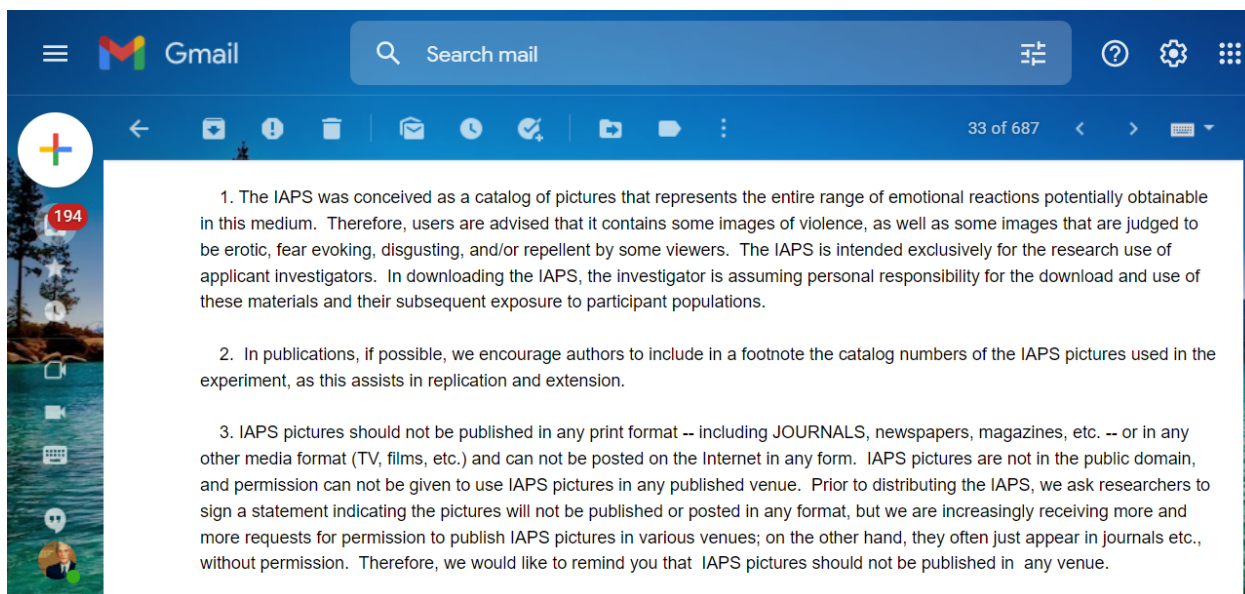 Gmail
Search mail
33 of 687
194
1. The IAPS was conceived as a catalog of pictures that represents the entire range of emotional reactions potentially obtainable
in this medium.  Therefore, users are advised that it contains some images of violence, as well as some images that are judged to
be erotic, fear evoking, disgusting, and/or repellent by some viewers.  The IAPS is intended exclusively for the research use of
applicant investigators.  In downloading the IAPS, the investigator is assuming personal responsibility for the download and use of
these materials and their subsequent exposure to participant populations.
2.  In publications, if possible, we encourage authors to include in a footnote the catalog numbers of the IAPS pictures used in the
experiment, as this assists in replication and extension.
3. IAPS pictures should not be published in any print format -- including JOURNALS, newspapers, magazines, etc. -- or in any
other media format (TV, films, etc.) and can not be posted on the Internet in any form.  IAPS pictures are not in the public domain,
and permission can not be given to use IAPS pictures in any published venue.  Prior to distributing the IAPS, we ask researchers to
sign a statement indicating the pictures will not be published or posted in any format, but we are increasingly receiving more and
more requests for permission to publish IAPS pictures in various venues; on the other hand, they often just appear in journals etc.,
without permission.  Therefore, we would like to remind you that  IAPS pictures should not be published in  any venue.